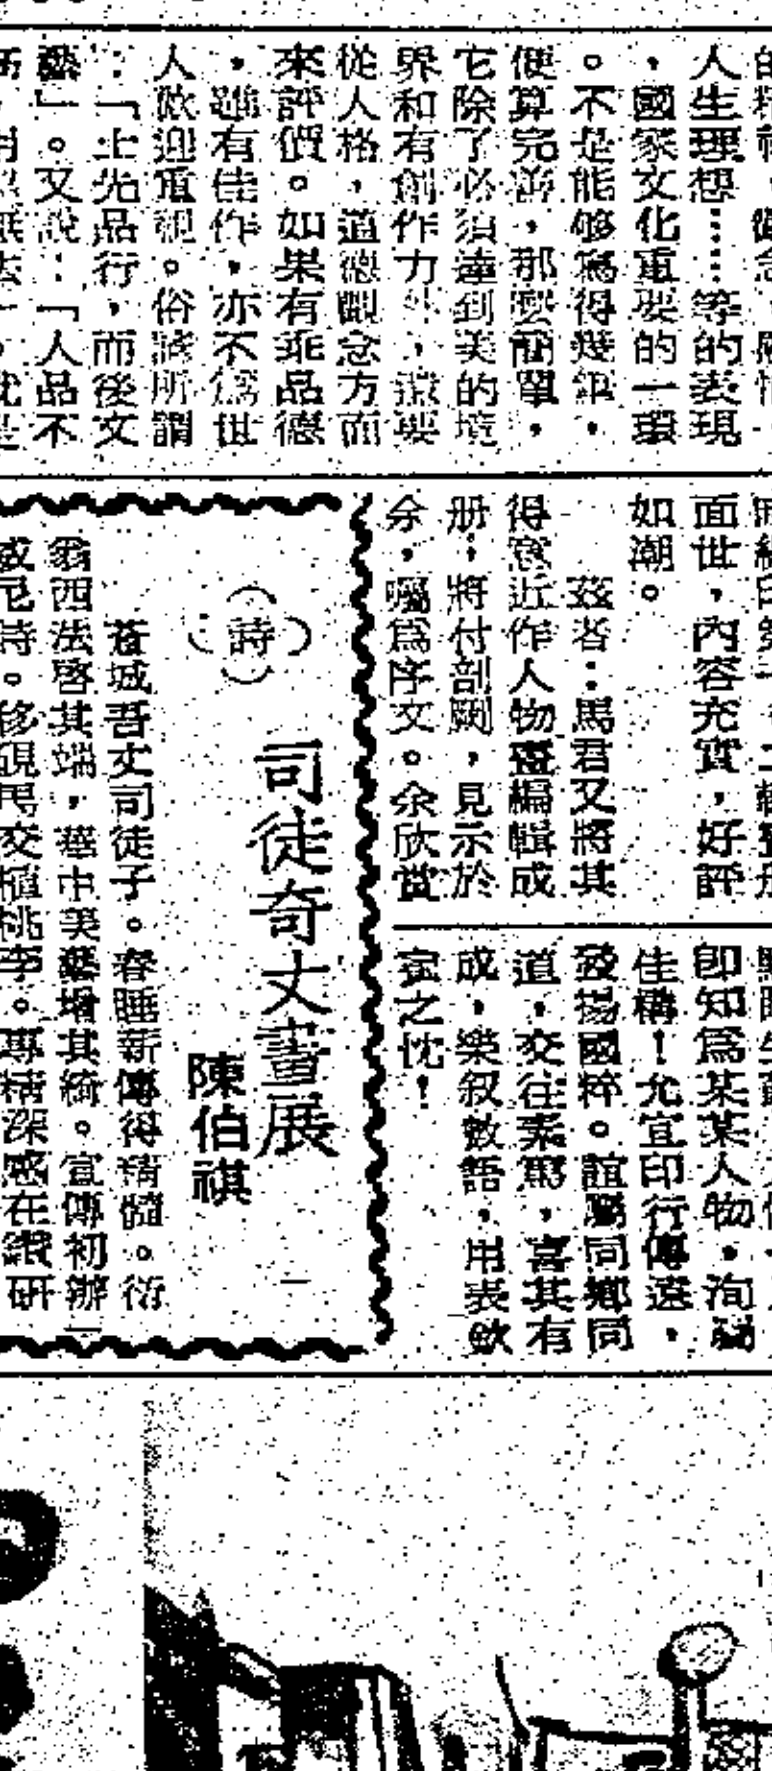 人生理想……等的表現
，國家文化重要的一環
。不是能够寫得幾筆，
便算完善，那麼簡單，
它除了必須達到美的境
界和有創作力外，還要
從人格，道德觀念方面
來評價。如果有乖品德
，雖有佳作，亦不爲世
人歡迎重視。俗諺所謂
：「士先品行，而後文
藝」。又說：「人品不
面世，內容充實，好評
如潮。
茲者：馬君又將其
得意近作人物畫編輯成
册，將付剞劂，見示於
余，囑爲序文。余欣賞
卽知爲某某人物，洵屬
佳構！允宜印行傳遠，
發揚國粹。誼屬同鄉同
道，交往素篤，喜其有
成，樂叙數語，用表歛
之忱！
（詩）
司徒奇丈畫展
陳伯祺
蒼城吾丈司徒子。春睡薪傳得精髓。衍
翁西法啓其端，華中美藝增其綺。宣傳初辦
詩。移硯 交植桃李。專精深感在鑽研